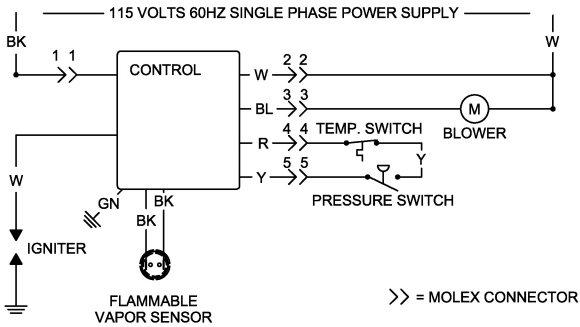 115 VOLTS 60HZ SINGLE PHASE POWER SUPPLY
BK
W
1 1
CONTROL
W
2 2
BL
3 3
M
BLOWER
R
4 4
TEMP. SWITCH
Y
Y
5 5
PRESSURE SWITCH
W
GN
BK
BK
IGNITER
FLAMMABLE
VAPOR SENSOR
= MOLEX CONNECTOR